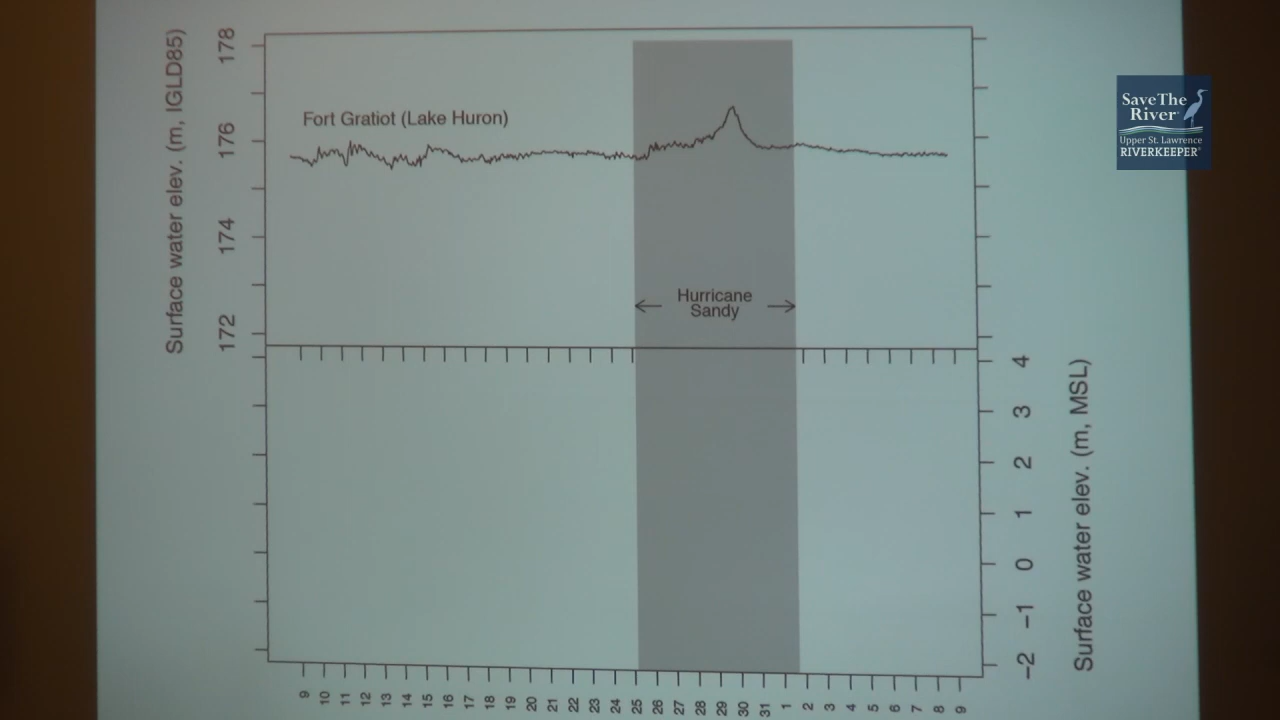 Surface water elev. (m, IGLD85)
178
176
174
172
Fort Gratiot (Lake Huron)
Hurricane
Sandy
Save The
River
Upper St. Lawrence
RIVERKEEPER®
4
3
2
1
0
−1
−2
Surface water elev. (m, MSL)
9 10 11 12 13 14 15 16 17 18 19 20 21 22 23 24 25 26 27 28 29 30 31 1 2 3 4 5 6 7 8 9